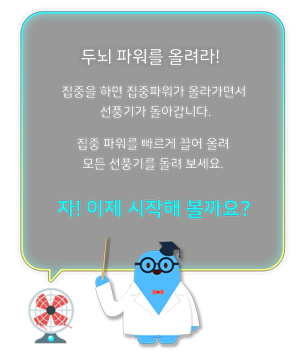 두뇌 파워를 올려라!
집중을 하면 집중파워가 올라가면서
선풍기가 돌아갑니다.
집중 파워를 빠르게 끌어 올려
모든 선풍기를 돌려 보세요.
자! 이제 시작해 볼까요?